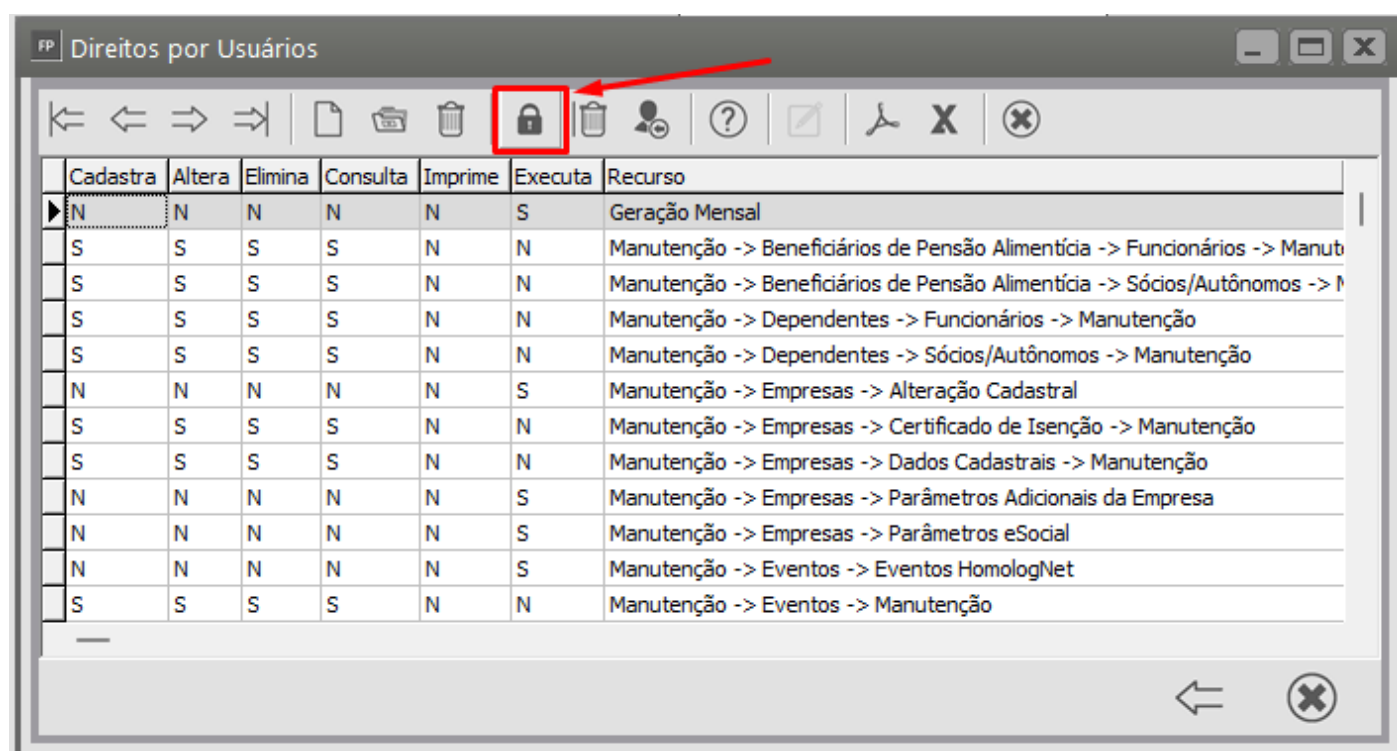 FP Direitos por Usuários
Cadastra Altera Elimina Consulta Imprime Executa Recurso
N N N N N S Geração Mensal
S S S S N N Manutenção -> Beneficiários de Pensão Alimentícia -> Funcionários -> Manut
S S S S N N Manutenção -> Beneficiários de Pensão Alimentícia -> Sócios/Autônomos ->
S S S S N N Manutenção -> Dependentes -> Funcionários -> Manutenção
S S S S N N Manutenção -> Dependentes -> Sócios/Autônomos -> Manutenção
N N N N N S Manutenção -> Empresas -> Alteração Cadastral
S S S S N N Manutenção -> Empresas -> Certificado de Isenção -> Manutenção
S S S S N N Manutenção -> Empresas -> Dados Cadastrais -> Manutenção
N N N N N S Manutenção -> Empresas -> Parâmetros Adicionais da Empresa
N N N N N S Manutenção -> Empresas -> Parâmetros eSocial
N N N N N S Manutenção -> Eventos -> Eventos HomologNet
S S S S N N Manutenção -> Eventos -> Manutenção